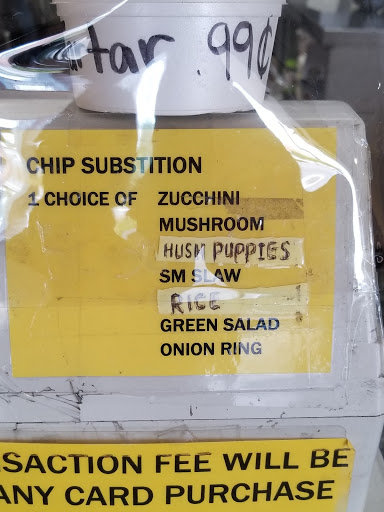 tar .99¢
CHIP SUBSTITION
1 CHOICE OF ZUCCHINI
MUSHROOM
HUSH PUPPIES
SM SLAW
RICE
GREEN SALAD
ONION RING
SACTION FEE WILL BE
ANY CARD PURCHASE